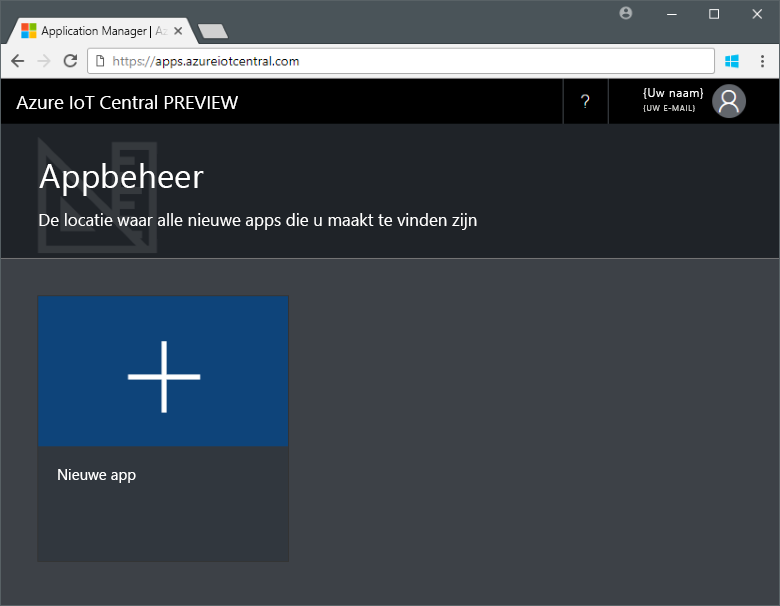 Application Manager | Az
https://apps.azureiotcentral.com
Azure IoT Central PREVIEW
?
{Uw naam}
{UW E-MAIL}
Appbeheer
De locatie waar alle nieuwe apps die u maakt te vinden zijn
Nieuwe app